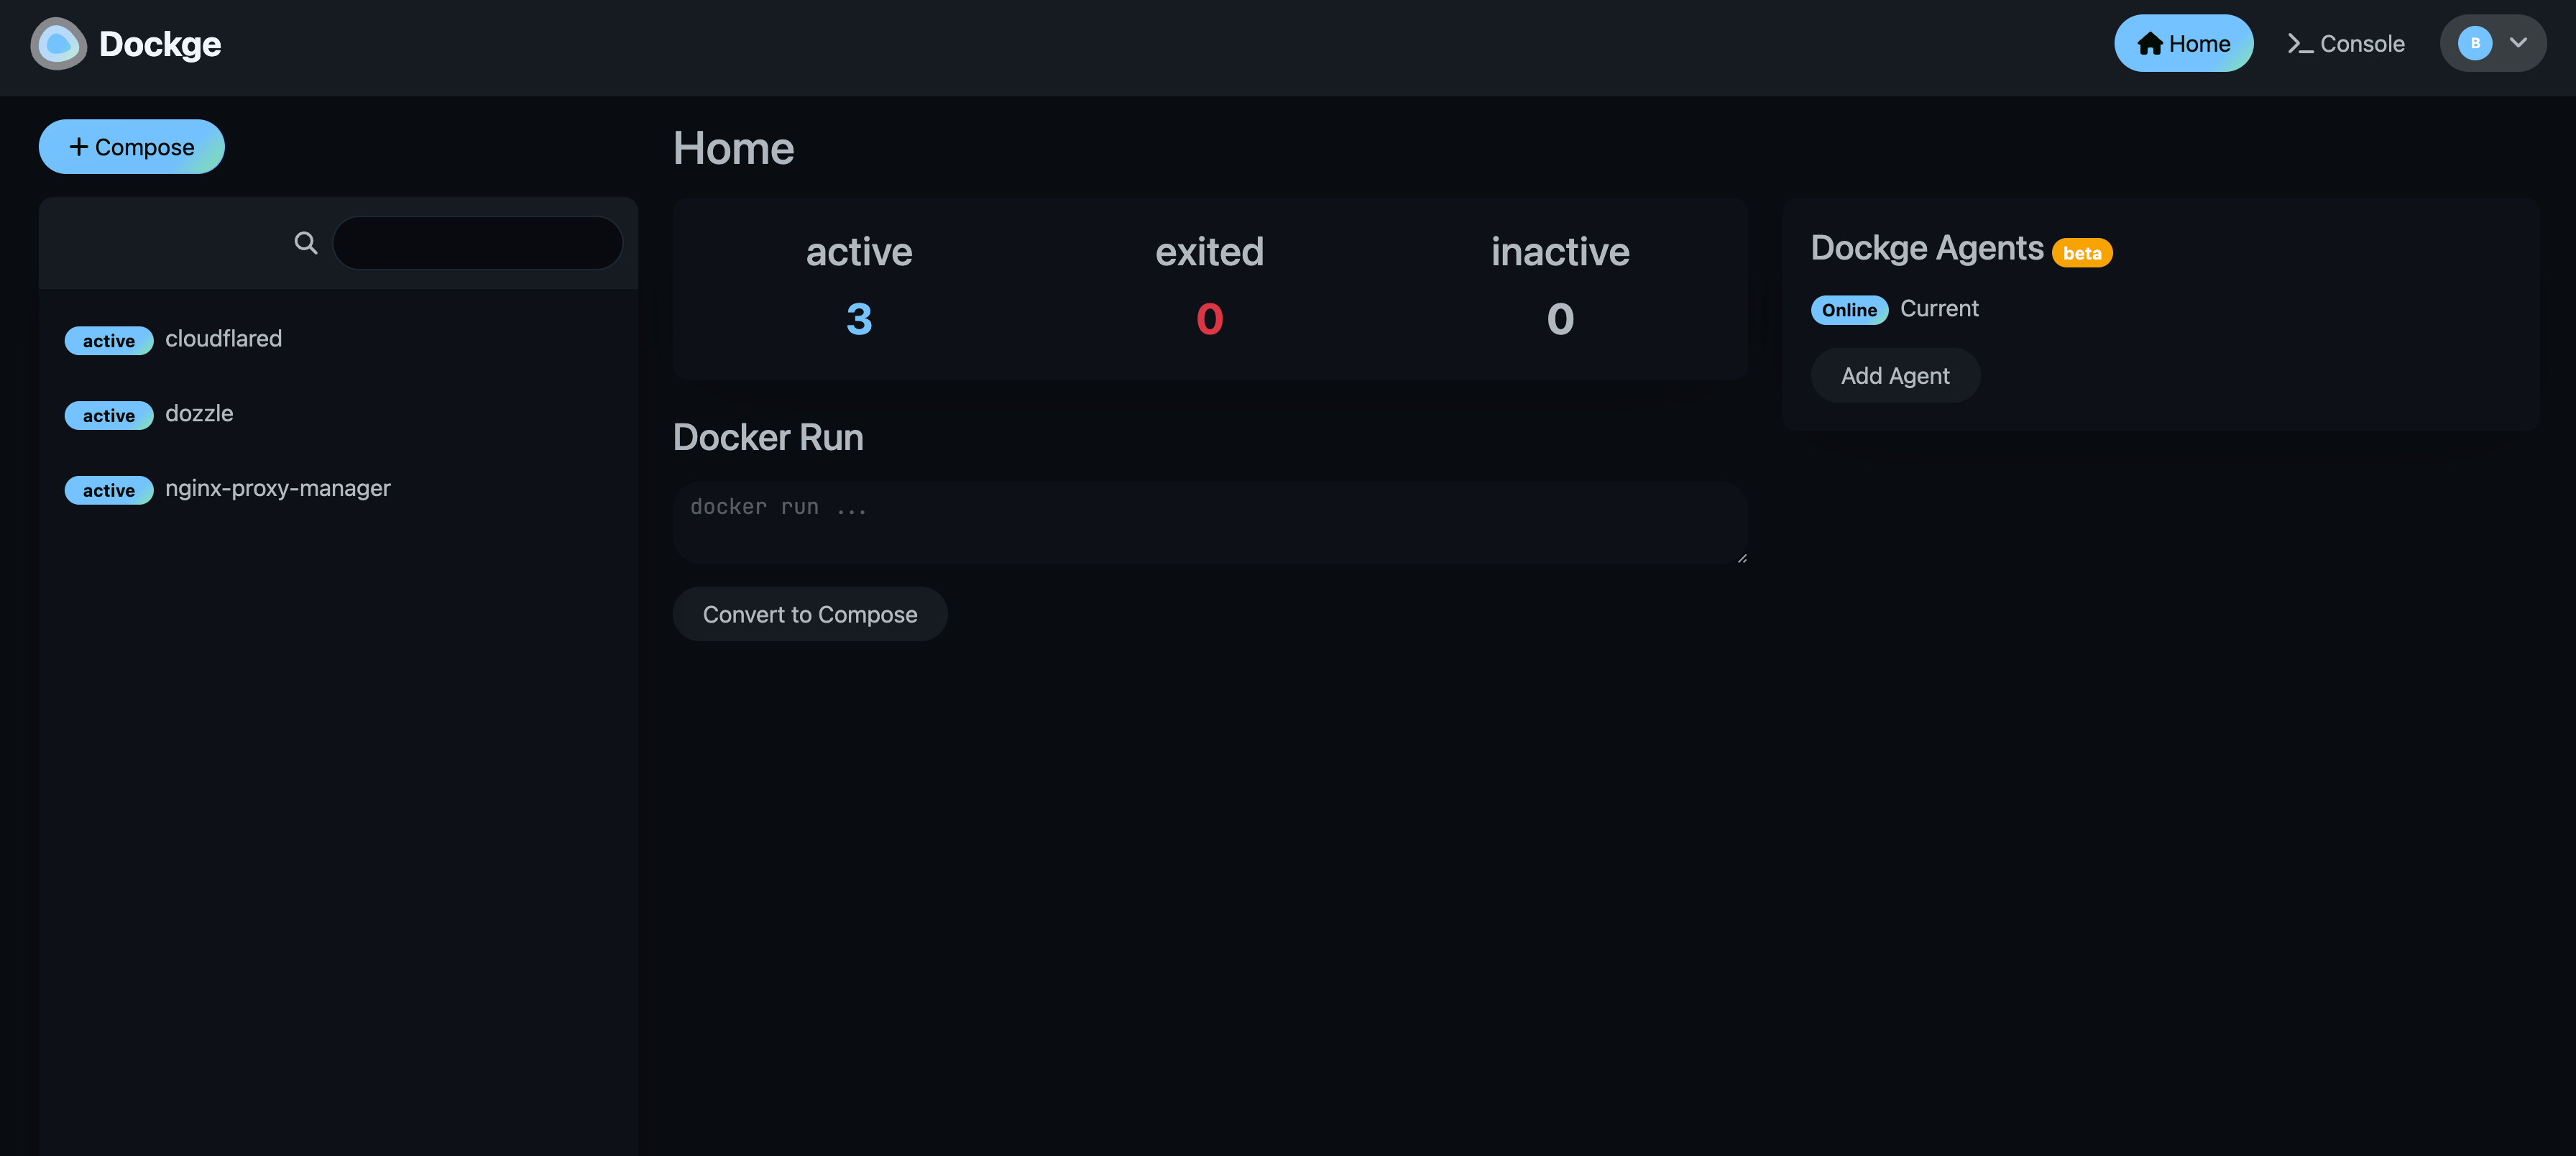 Dockge
Home
Console
B
+ Compose
active cloudflared
active dozzle
active nginx-proxy-manager
Home
active exited inactive
3 0 0
Docker Run
docker run ...
Convert to Compose
Dockge Agents beta
Online Current
Add Agent